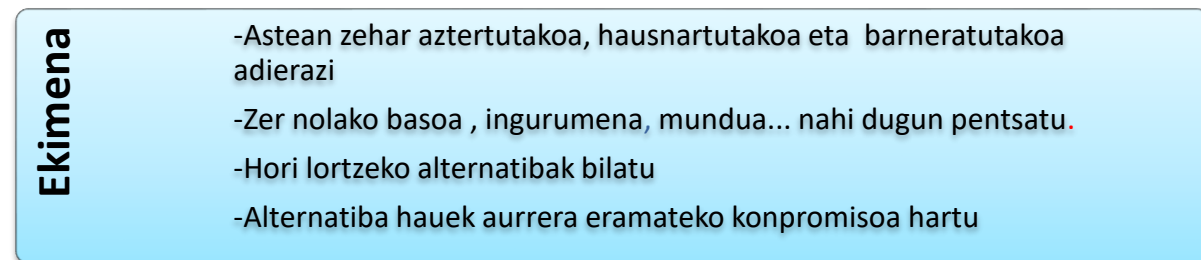 Ekimena
-Astean zehar aztertutakoa, hausnartutakoa eta  barneratutakoa
adierazi
-Zer nolako basoa , ingurumena, mundua... nahi dugun pentsatu.
-Hori lortzeko alternatibak bilatu
-Alternatiba hauek aurrera eramateko konpromisoa hartu